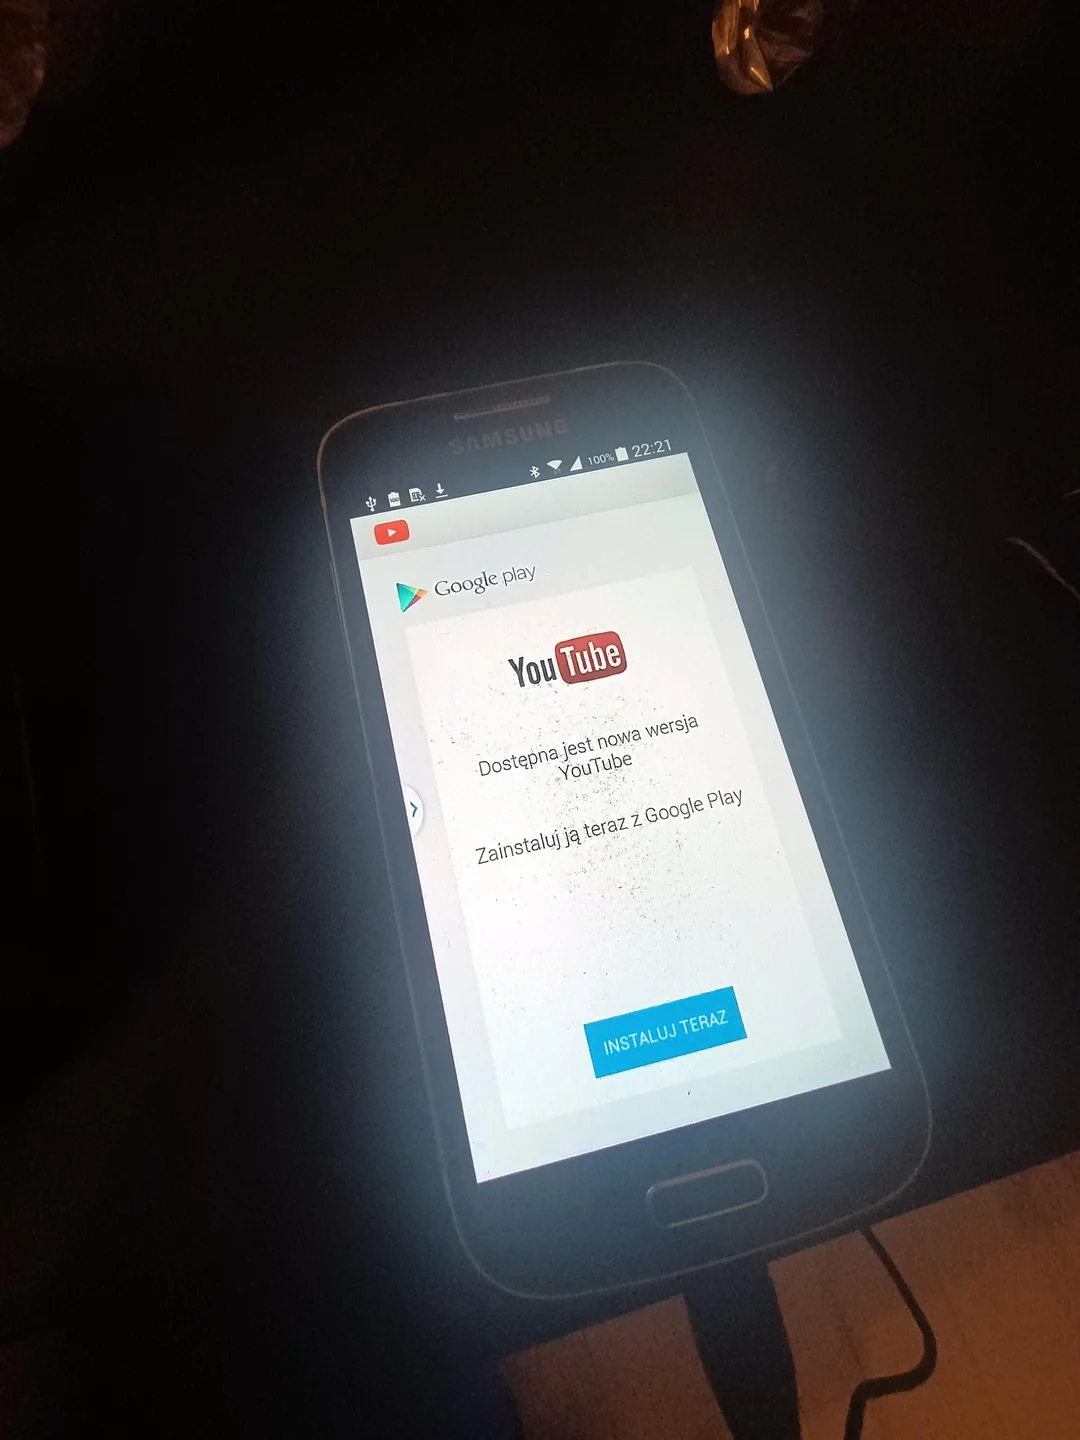 SAMSUNG
100% 22:21
Google play
YouTube
Dostępna jest nowa wersja
YouTube
Zainstaluj ją teraz z Google Play
INSTALUJ TERAZ